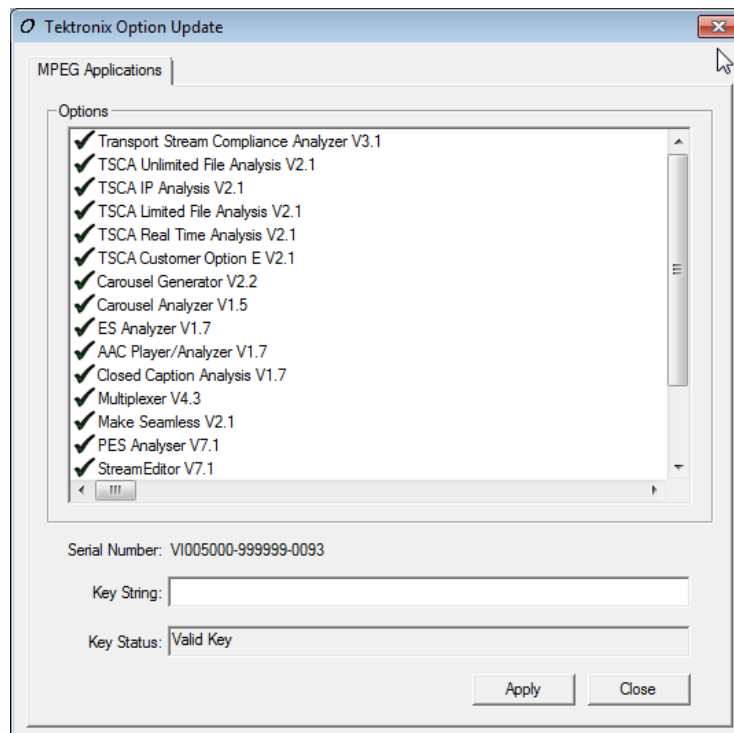 Tektronix Option Update
MPEG Applications
Options
Transport Stream Compliance Analyzer V3.1
TSCA Unlimited File Analysis V2.1
TSCA IP Analysis V2.1
TSCA Limited File Analysis V2.1
TSCA Real Time Analysis V2.1
TSCA Customer Option E V2.1
Carousel Generator V2.2
Carousel Analyzer V1.5
ES Analyzer V1.7
AAC Player/Analyzer V1.7
Closed Caption Analysis V1.7
Multiplexer V4.3
Make Seamless V2.1
PES Analyser V7.1
StreamEditor V7.1
Serial Number: VI005000-999999-0093
Key String:
Key Status: Valid Key
Apply Close